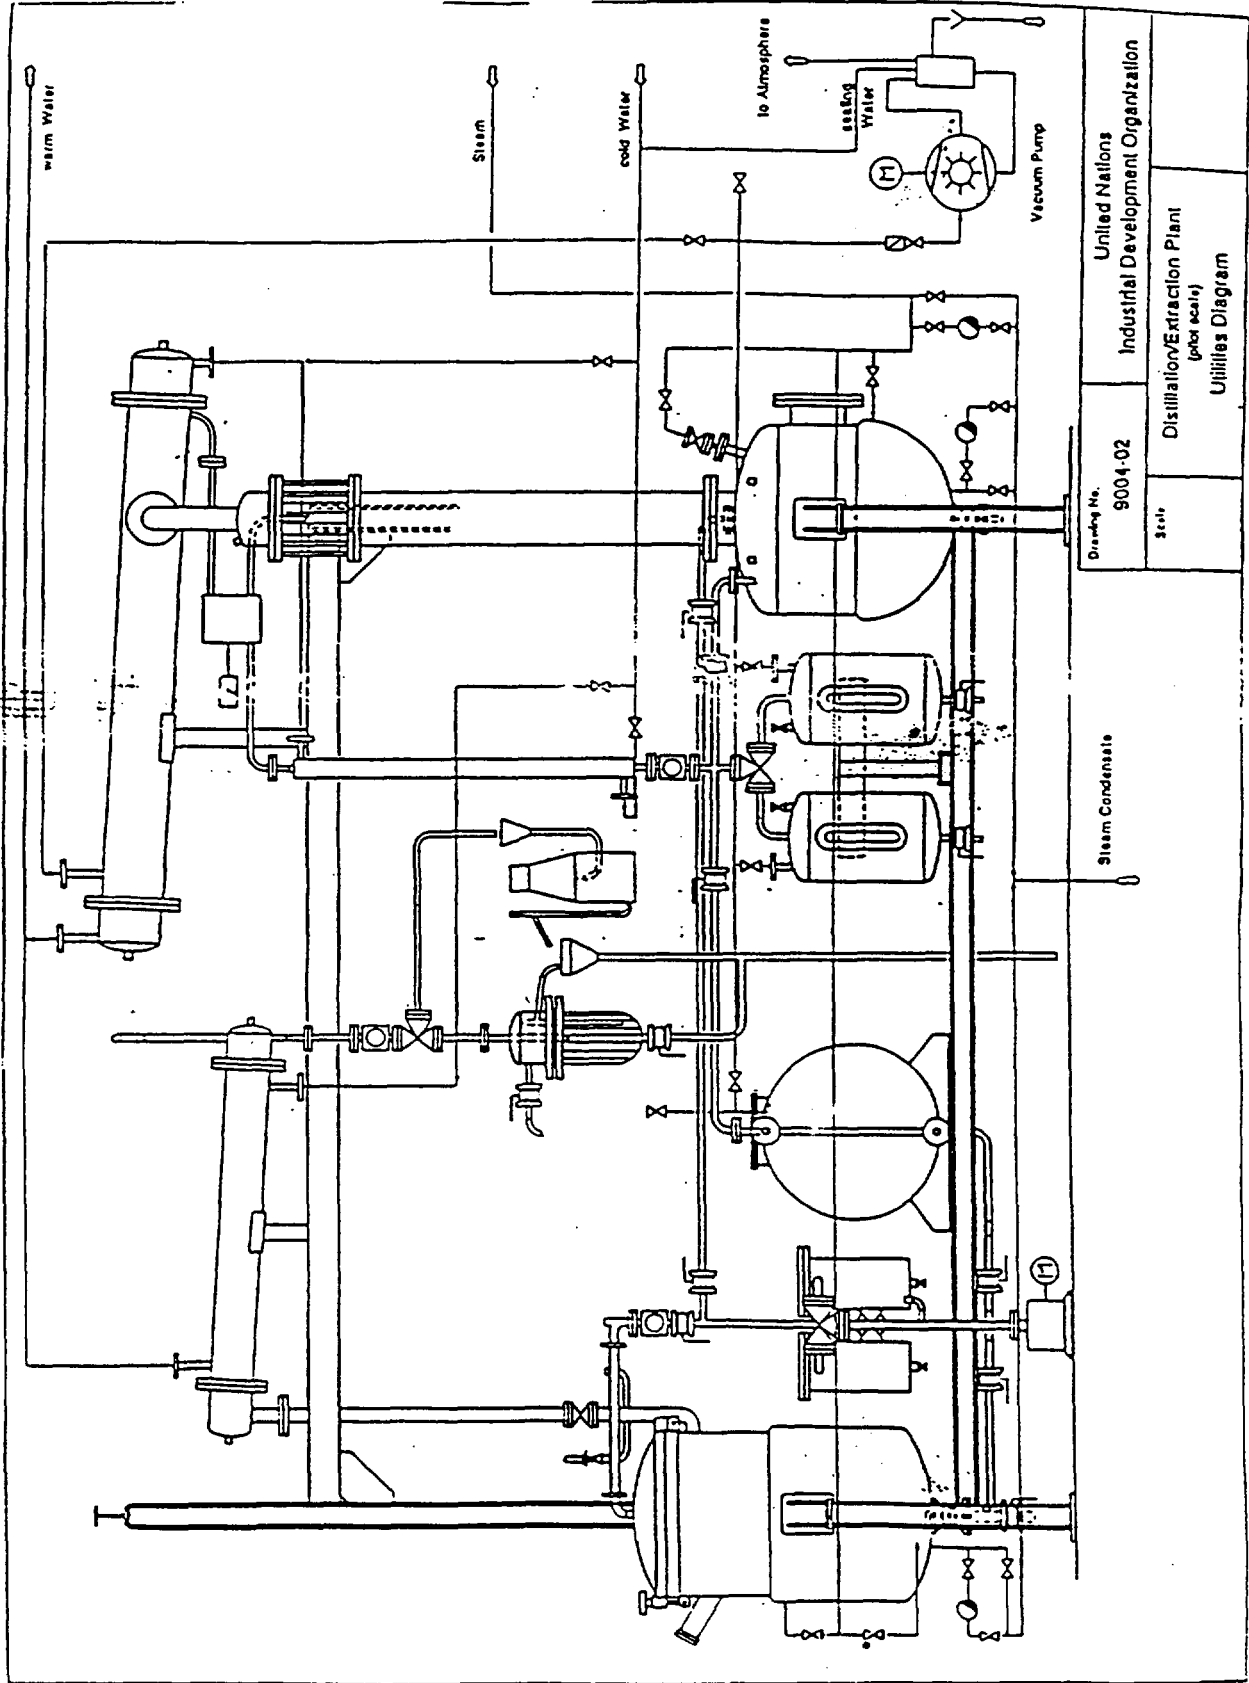 warm Water
Steam
cold Water
to Atmosphere
sealing
Water
M
Vacuum Pump
Steam Condensate
M
Drawing No.
9004-02
United Nations
Industrial Development Organization
Scale
Distillation/Extraction Plant
(pilot scale)
Utilities Diagram